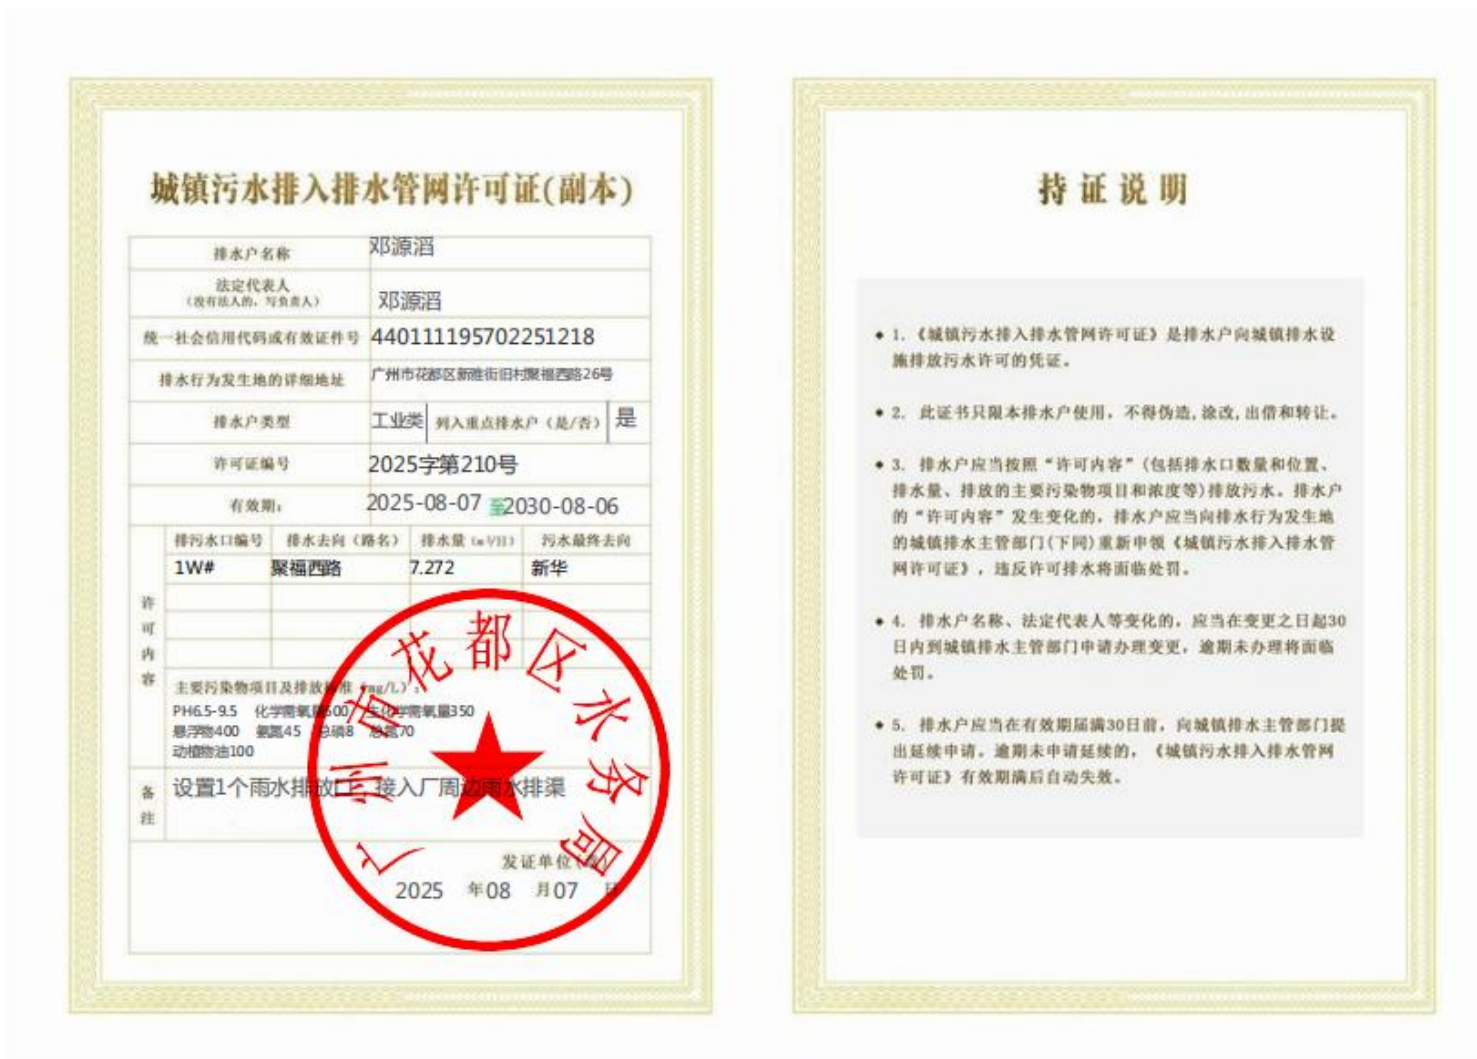 城镇污水排入排水管网许可证(副本)
排水户名称 邓源滔
法定代表人
(没有法人的，写负责人) 邓源滔
统一社会信用代码或有效证件号 440111195702251218
排水行为发生地的详细地址 广州市花都区新雅街旧村聚福西路26号
排水户类型 工业类 列入重点排水户（是/否） 是
许可证编号 2025字第210号
有效期: 2025-08-07 至2030-08-06
许可内容
排污水口编号 排水去向（路名） 排水量（m³/日） 污水最终去向
1W# 聚福西路 7.272 新华
主要污染物项目及排放标准（mg/L）:
PH6.5-9.5 化学需氧量500 生化学需氧量350
悬浮物400 氨氮45 总磷8 总氮70
动植物油100
备注
设置1个雨水排放口，接入厂周边雨水排渠
发证单位(章)
2025 年08 月07 日
广州市花都区水务局
持证说明
◆ 1.《城镇污水排入排水管网许可证》是排水户向城镇排水设
施排放污水许可的凭证。
◆ 2. 此证书只限本排水户使用，不得伪造,涂改,出借和转让。
◆ 3. 排水户应当按照“许可内容”(包括排水口数量和位置、
排水量、排放的主要污染物项目和浓度等)排放污水。排水户
的“许可内容”发生变化的，排水户应当向排水行为发生地
的城镇排水主管部门(下同)重新申领《城镇污水排入排水管
网许可证》，违反许可排水将面临处罚。
◆ 4. 排水户名称、法定代表人等变化的，应当在变更之日起30
日内到城镇排水主管部门申请办理变更，逾期未办理将面临
处罚。
◆ 5. 排水户应当在有效期届满30日前，向城镇排水主管部门提
出延续申请。逾期未申请延续的，《城镇污水排入排水管网
许可证》有效期满后自动失效。